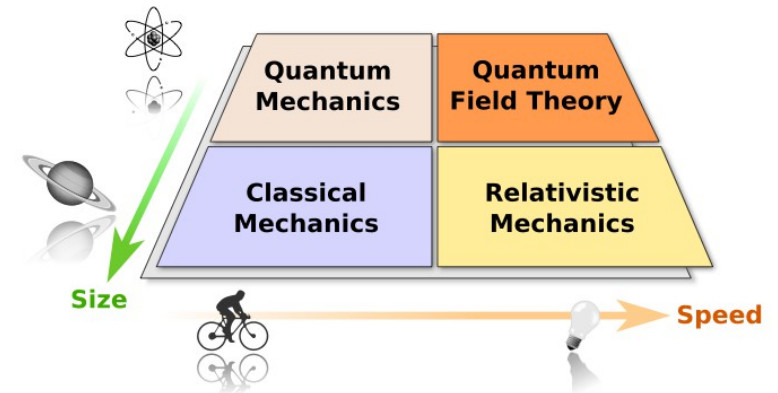 Quantum
Mechanics
Quantum
Field Theory
Classical
Mechanics
Relativistic
Mechanics
Size
Speed